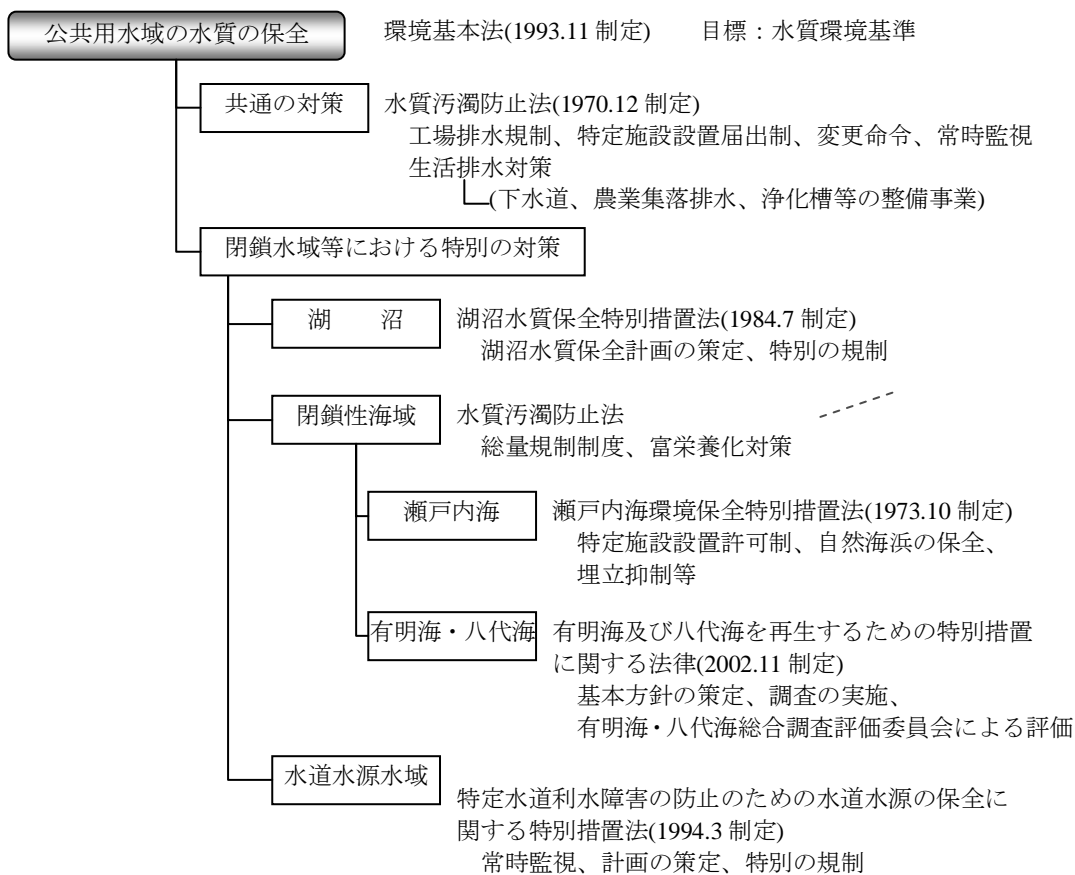 公共用水域の水質の保全
環境基本法(1993.11 制定)　　目標：水質環境基準
共通の対策
水質汚濁防止法(1970.12 制定)
工場排水規制、特定施設設置届出制、変更命令、常時監視
生活排水対策
(下水道、農業集落排水、浄化槽等の整備事業)
閉鎖水域等における特別の対策
湖　　沼
湖沼水質保全特別措置法(1984.7 制定)
湖沼水質保全計画の策定、特別の規制
閉鎖性海域
水質汚濁防止法
総量規制制度、富栄養化対策
瀬戸内海
瀬戸内海環境保全特別措置法(1973.10 制定)
特定施設設置許可制、自然海浜の保全、
埋立抑制等
有明海・八代海
有明海及び八代海を再生するための特別措置
に関する法律(2002.11 制定)
基本方針の策定、調査の実施、
有明海・八代海総合調査評価委員会による評価
水道水源水域
特定水道利水障害の防止のための水道水源の保全に
関する特別措置法(1994.3 制定)
常時監視、計画の策定、特別の規制